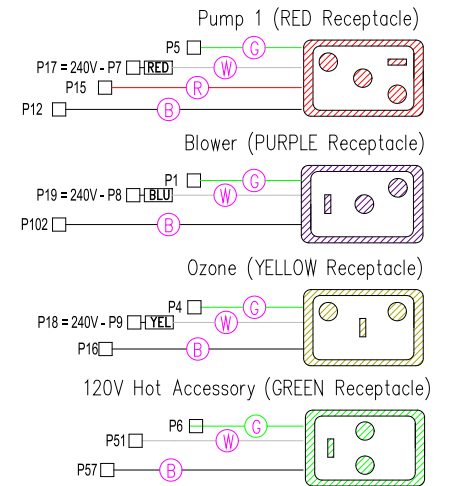 Pump 1 (RED Receptacle)
P5 G
P17 = 240V - P7 RED W
P15 R
P12 B
Blower (PURPLE Receptacle)
P1 G
P19 = 240V - P8 BLU W
P102 B
Ozone (YELLOW Receptacle)
P4 G
P18 = 240V - P9 YEL W
P16 B
120V Hot Accessory (GREEN Receptacle)
P6 G
P51 W
P57 B